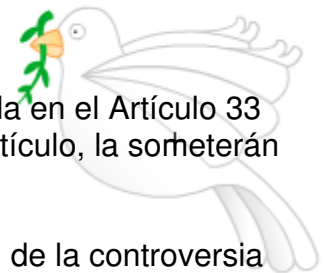 la en el Artículo 33
tículo, la someterán
de la controversia